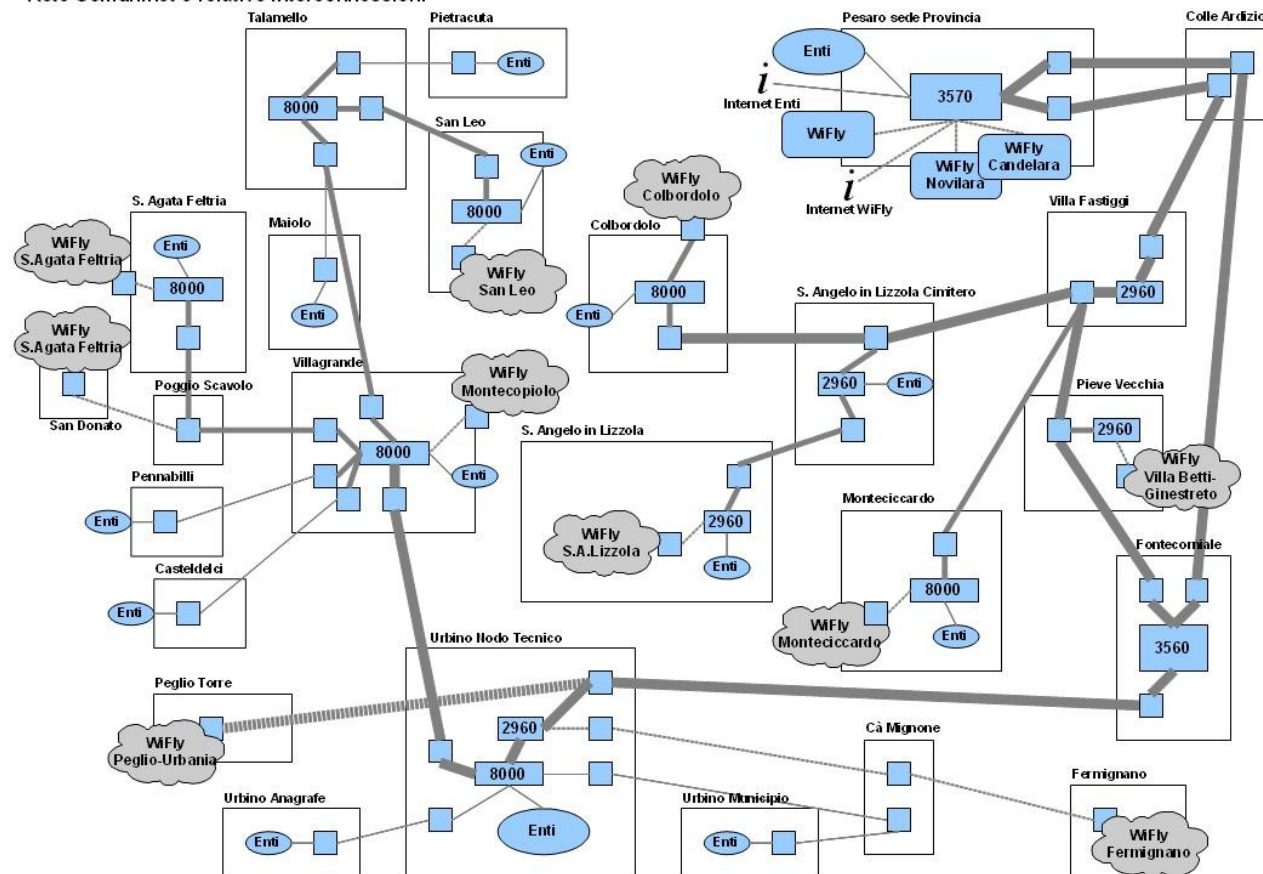 Talamello
Pietracuta
Pesaro sede Provincia
Colle Ardizio
Enti
Enti
8000
3570
i
Internet Enti
San Leo
Enti
WiFly
WiFly
Candelara
WiFly
Novilara
i
Internet WiFly
WiFly
Colbordolo
S. Agata Feltria
Maiolo
8000
Colbordolo
Villa Fastiggi
WiFly
S.Agata Feltria
Enti
8000
WiFly
San Leo
8000
Enti
S. Angelo in Lizzola Cimitero
2960
WiFly
S.Agata Feltria
Enti
Villagrande
WiFly
Montecopiolo
2960
Enti
Pieve Vecchia
San Donato
Poggio Scavolo
8000
Enti
S. Angelo in Lizzola
2960
WiFly
Villa Betti-
Ginestreto
Pennabilli
Enti
Monteciccardo
WiFly
S.A.Lizzola
2960
Enti
Fontecorniale
Casteldelci
Enti
8000
Enti
WiFly
Monteciccardo
3560
Urbino Nodo Tecnico
Peglio Torre
WiFly
Peglio-Urbania
2960
8000
Cà Mignone
Fermignano
Urbino Anagrafe
Enti
Enti
Urbino Municipio
Enti
WiFly
Fermignano